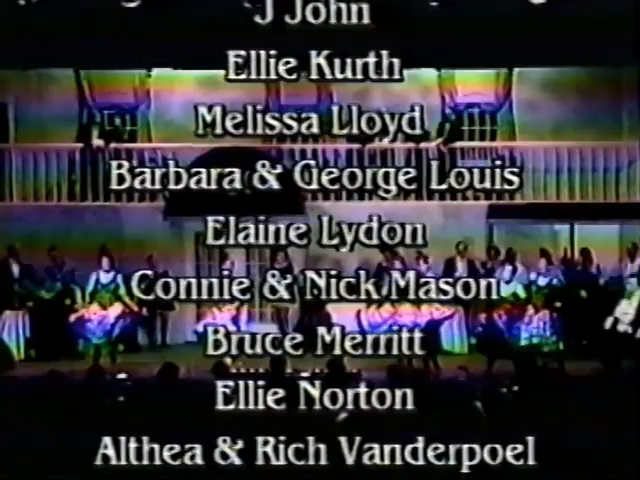 J John
Ellie Kurth
Melissa Lloyd
Barbara & George Louis
Elaine Lydon
Connie & Nick Mason
Bruce Merritt
Ellie Norton
Althea & Rich Vanderpoel